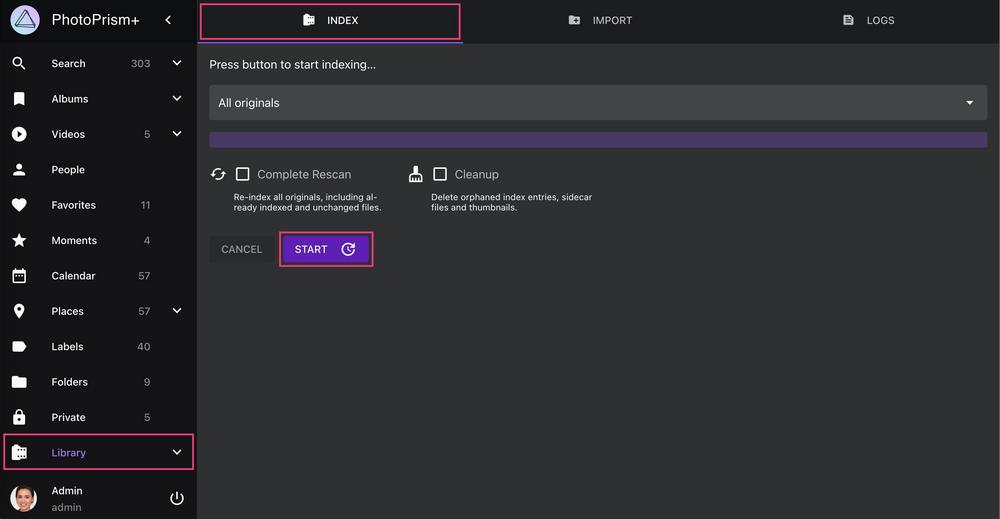 PhotoPrism+
INDEX
IMPORT
LOGS
Search 303
Albums
Videos 5
People
Favorites 11
Moments 4
Calendar 57
Places 57
Labels 40
Folders 9
Private 5
Library
Admin
admin
Press button to start indexing...
All originals
Complete Rescan
Re-index all originals, including al-
ready indexed and unchanged files.
Cleanup
Delete orphaned index entries, sidecar
files and thumbnails.
CANCEL
START